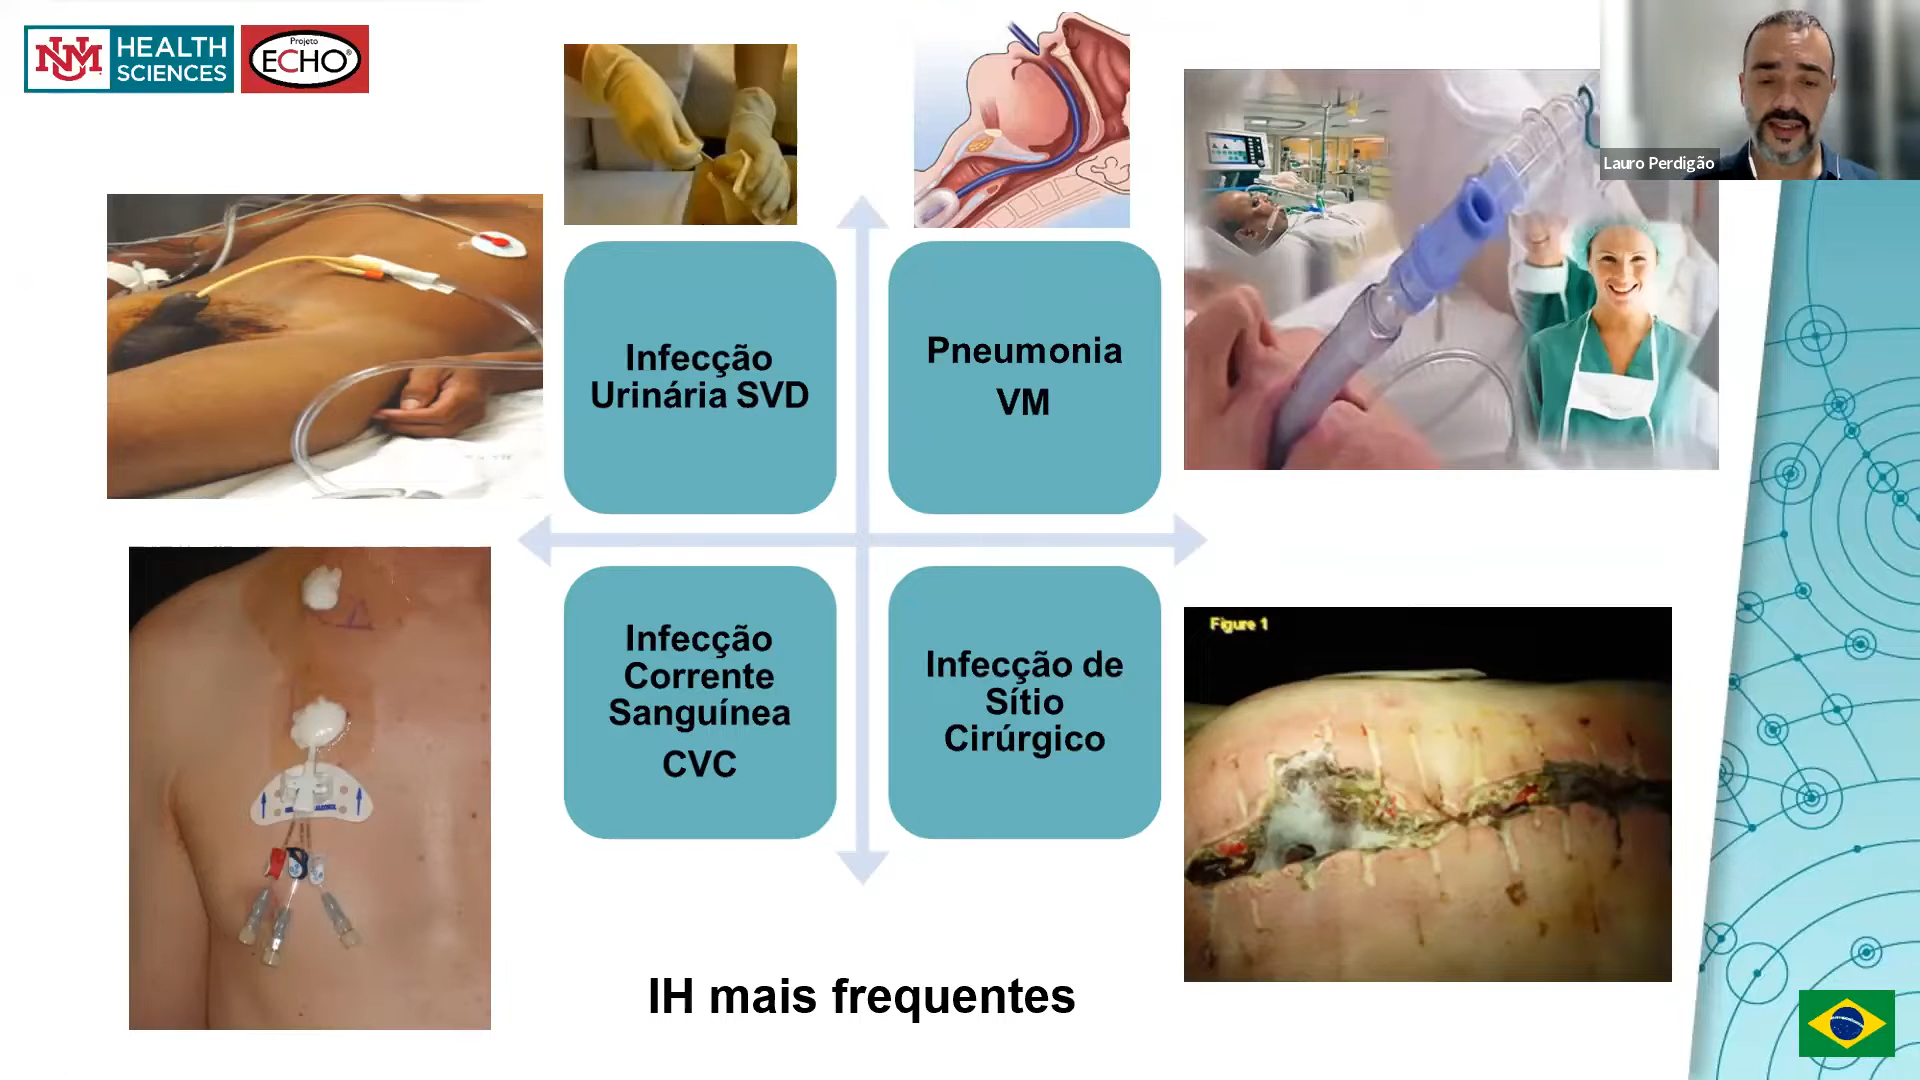 UNM
HEALTH
SCIENCES
Projeto
ECHO®
Lauro Perdigão
Infecção
Urinária SVD
Pneumonia
VM
Infecção
Corrente
Sanguínea
CVC
Infecção de
Sítio
Cirúrgico
Figure 1
IH mais frequentes